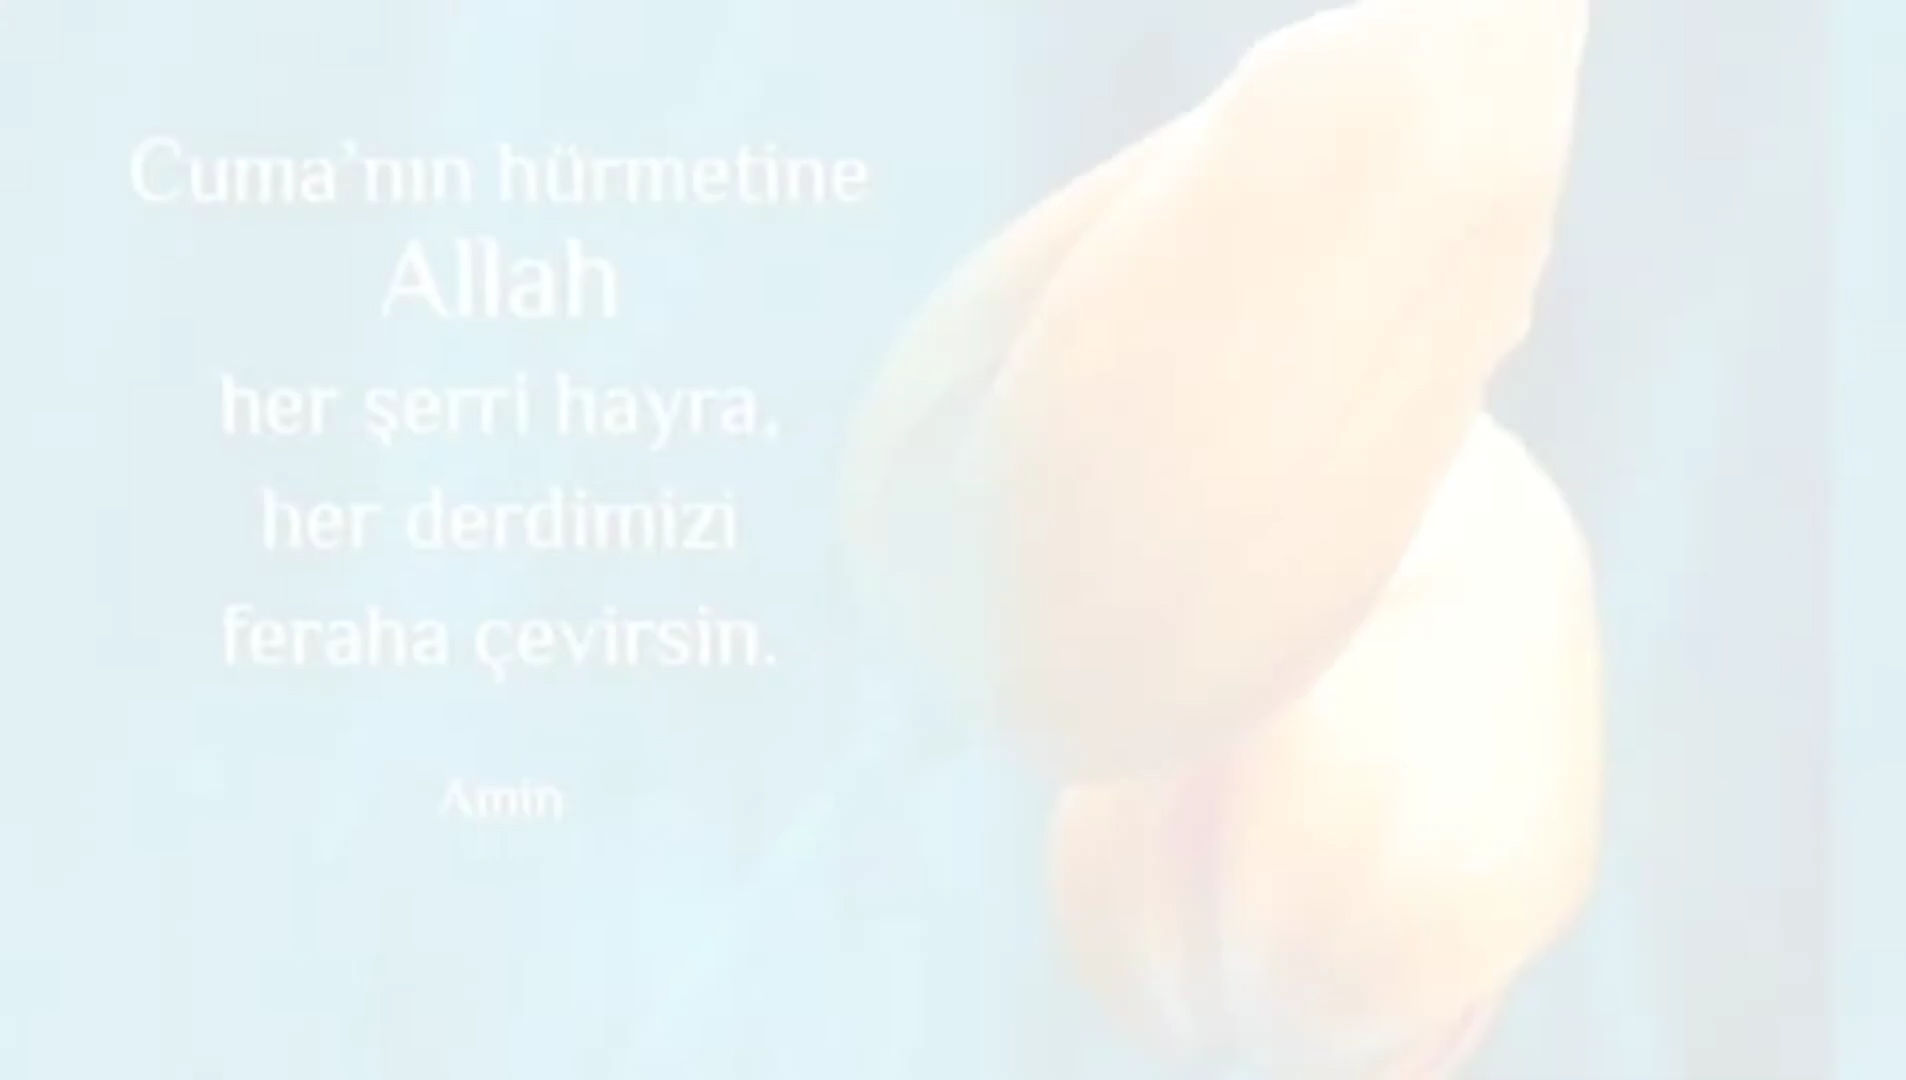 Cuma'nın hürmetine
Allah
her şerri hayra,
her derdimizi
feraha çevirsin.
Amin